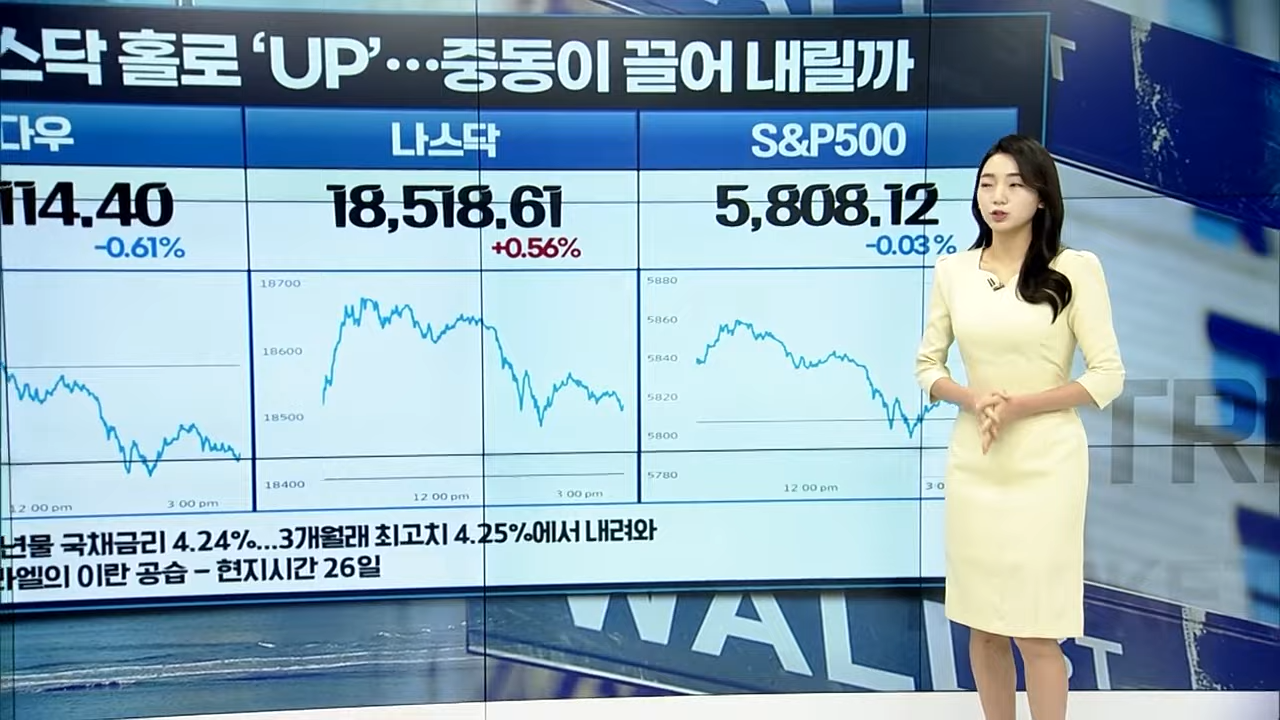 스닥 홀로 ‘UP’…중동이 끌어 내릴까
다우
나스닥
S&P500
114.40
18,518.61
5,808.12
-0.61%
+0.56%
-0.03%
18700
18600
18500
18400
5880
5860
5840
5820
5800
5780
12 00 pm
3 00 pm
12 00 pm
3 00 pm
12 00 pm
3 0
년물 국채금리 4.24%...3개월래 최고치 4.25%에서 내려와
라엘의 이란 공습 – 현지시간 26일
WALL
ST